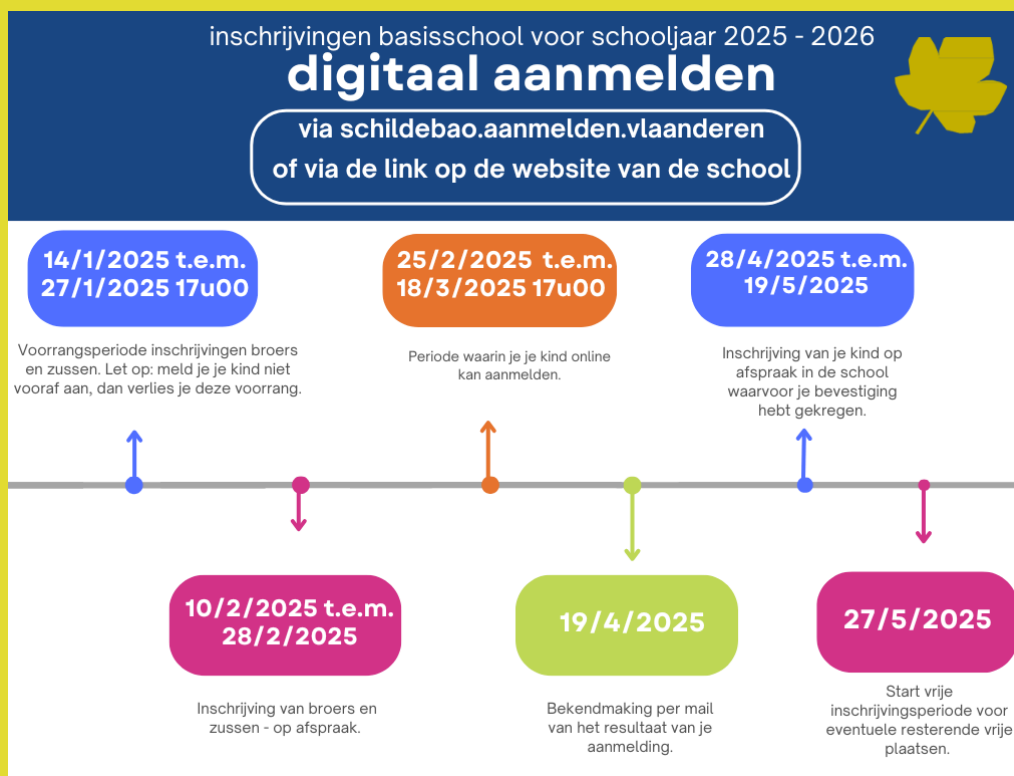 inschrijvingen basisschool voor schooljaar 2025 - 2026
digitaal aanmelden
via schildebao.aanmelden.vlaanderen
of via de link op de website van de school
14/1/2025 t.e.m.
27/1/2025 17u00
Voorrangsperiode inschrijvingen broers
en zussen. Let op: meld je je kind niet
vooraf aan, dan verlies je deze voorrang.
10/2/2025 t.e.m.
28/2/2025
Inschrijving van broers en
zussen - op afspraak.
25/2/2025 t.e.m.
18/3/2025 17u00
Periode waarin je je kind online
kan aanmelden.
19/4/2025
Bekendmaking per mail
van het resultaat van je
aanmelding.
28/4/2025 t.e.m.
19/5/2025
Inschrijving van je kind op
afspraak in de school
waarvoor je bevestiging
hebt gekregen.
27/5/2025
Start vrije
inschrijvingsperiode voor
eventuele resterende vrije
plaatsen.